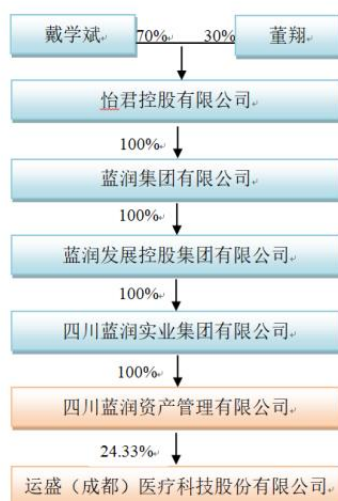 戴学斌 70% 30% 董翔
怡君控股有限公司
100%
蓝润集团有限公司
100%
蓝润发展控股集团有限公司
100%
四川蓝润实业集团有限公司
100%
四川蓝润资产管理有限公司
24.33%
运盛（成都）医疗科技股份有限公司